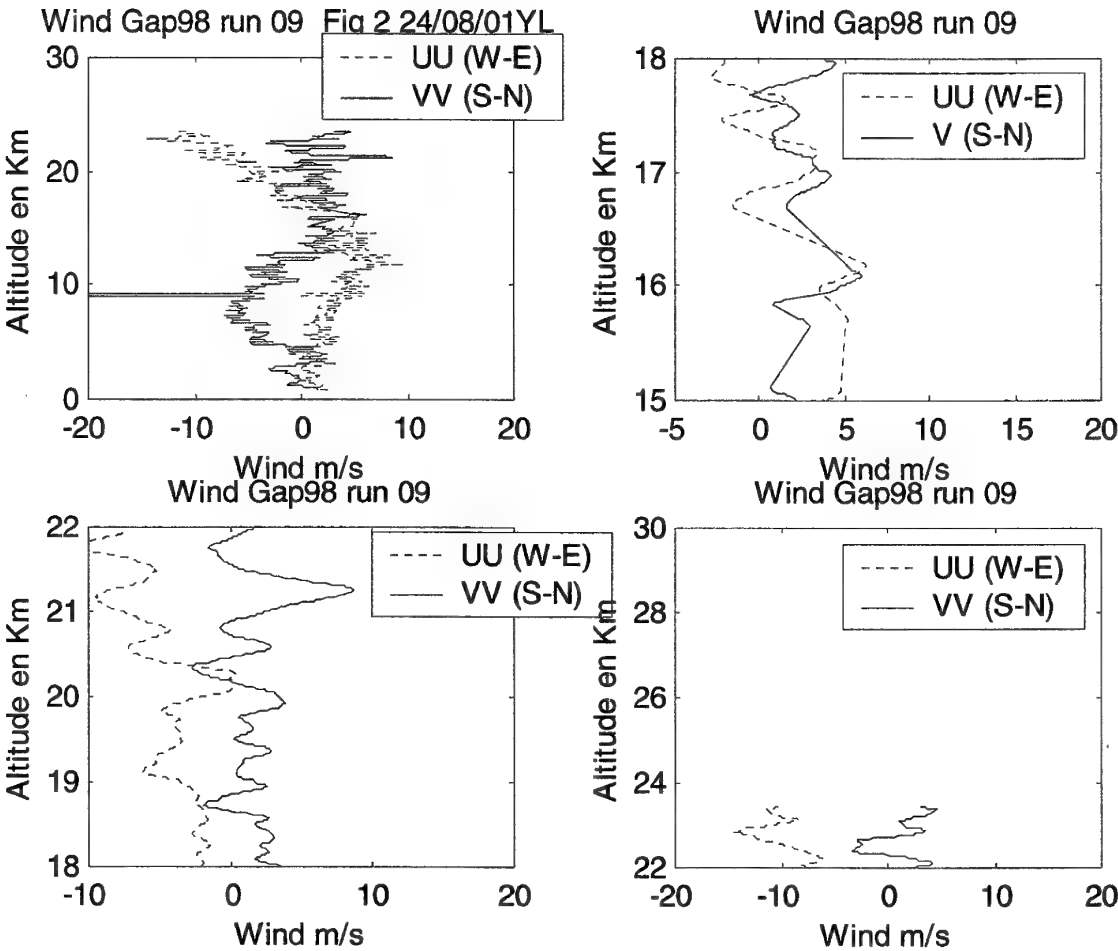 Wind Gap98 run 09 Fig 2 24/08/01YL
30
20
10
0
Altitude en Km
UU (W-E)
VV (S-N)
-20 -10 0 10 20
Wind m/s
Wind Gap98 run 09
18
17
16
15
Altitude en Km
UU (W-E)
V (S-N)
-5 0 5 10 15 20
Wind m/s
Wind Gap98 run 09
22
21
20
19
18
Altitude en Km
UU (W-E)
VV (S-N)
-10 0 10 20
Wind m/s
Wind Gap98 run 09
30
28
26
24
22
Altitude en Km
UU (W-E)
VV (S-N)
-20 -10 0 10 20
Wind m/s